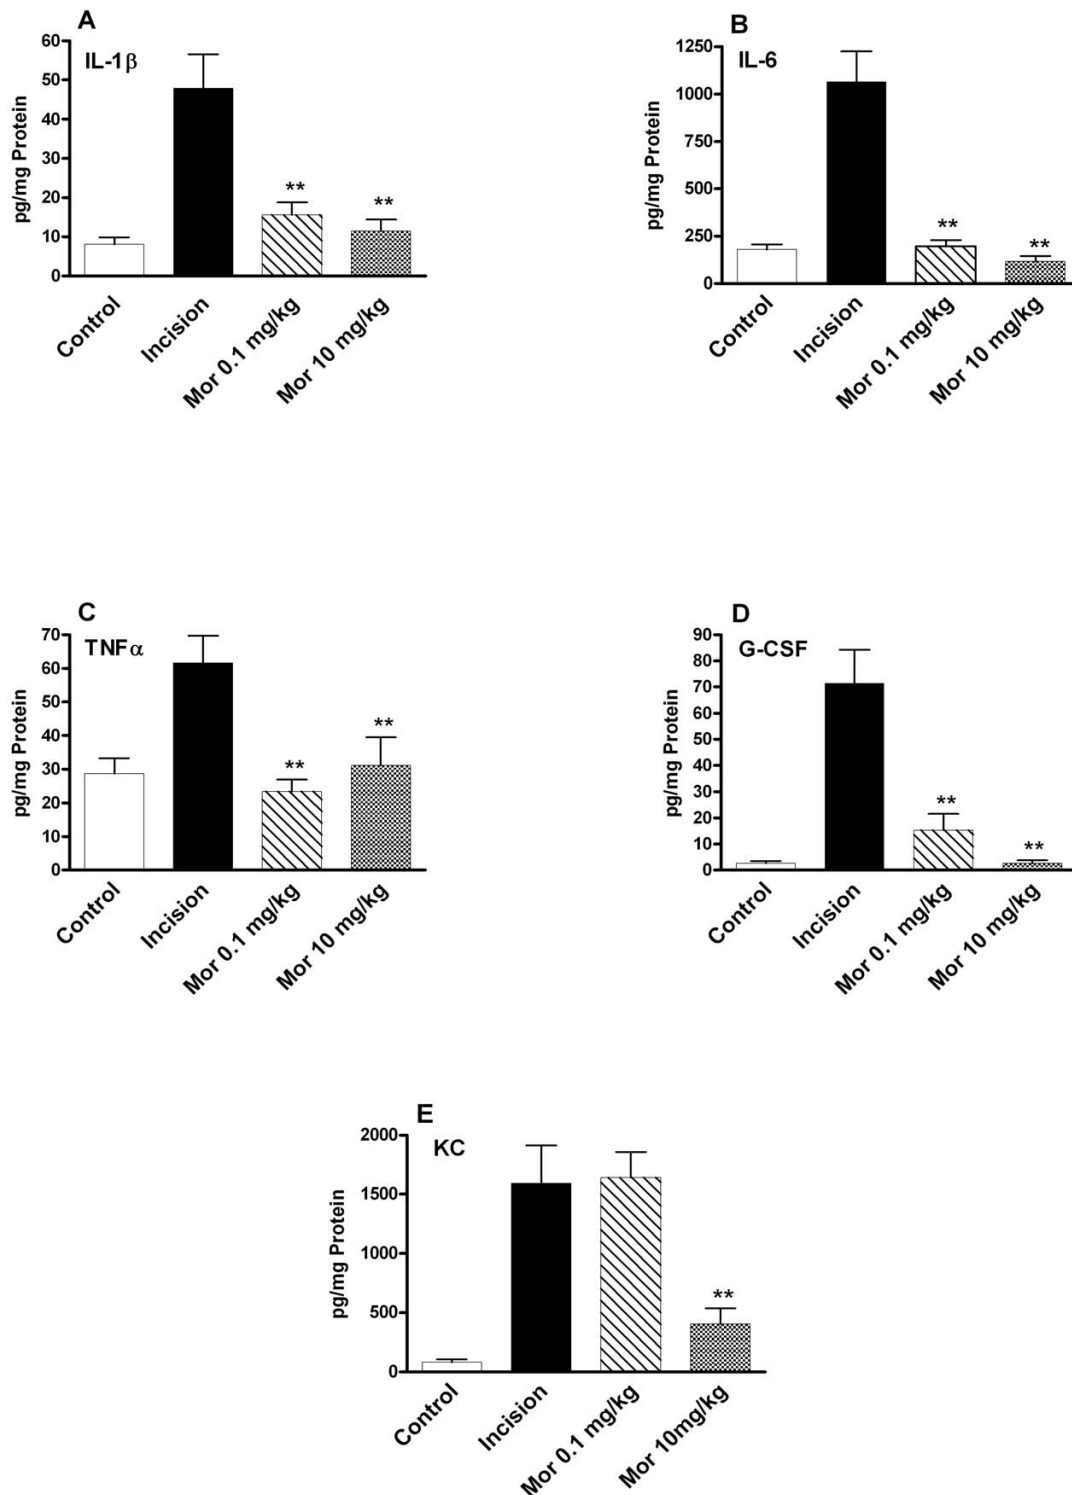 A
IL-1β
pg/mg Protein
60
50
40
30
20
10
0
**
**
Control
Incision
Mor 0.1 mg/kg
Mor 10 mg/kg
B
IL-6
pg/mg Protein
1250
1000
750
500
250
0
**
**
Control
Incision
Mor 0.1 mg/kg
Mor 10 mg/kg
C
TNFα
pg/mg Protein
70
60
50
40
30
20
10
0
**
**
Control
Incision
Mor 0.1 mg/kg
Mor 10 mg/kg
D
G-CSF
pg/mg Protein
90
80
70
60
50
40
30
20
10
0
**
**
Control
Incision
Mor 0.1 mg/kg
Mor 10 mg/kg
E
KC
pg/mg Protein
2000
1500
1000
500
0
**
Control
Incision
Mor 0.1 mg/kg
Mor 10mg/kg